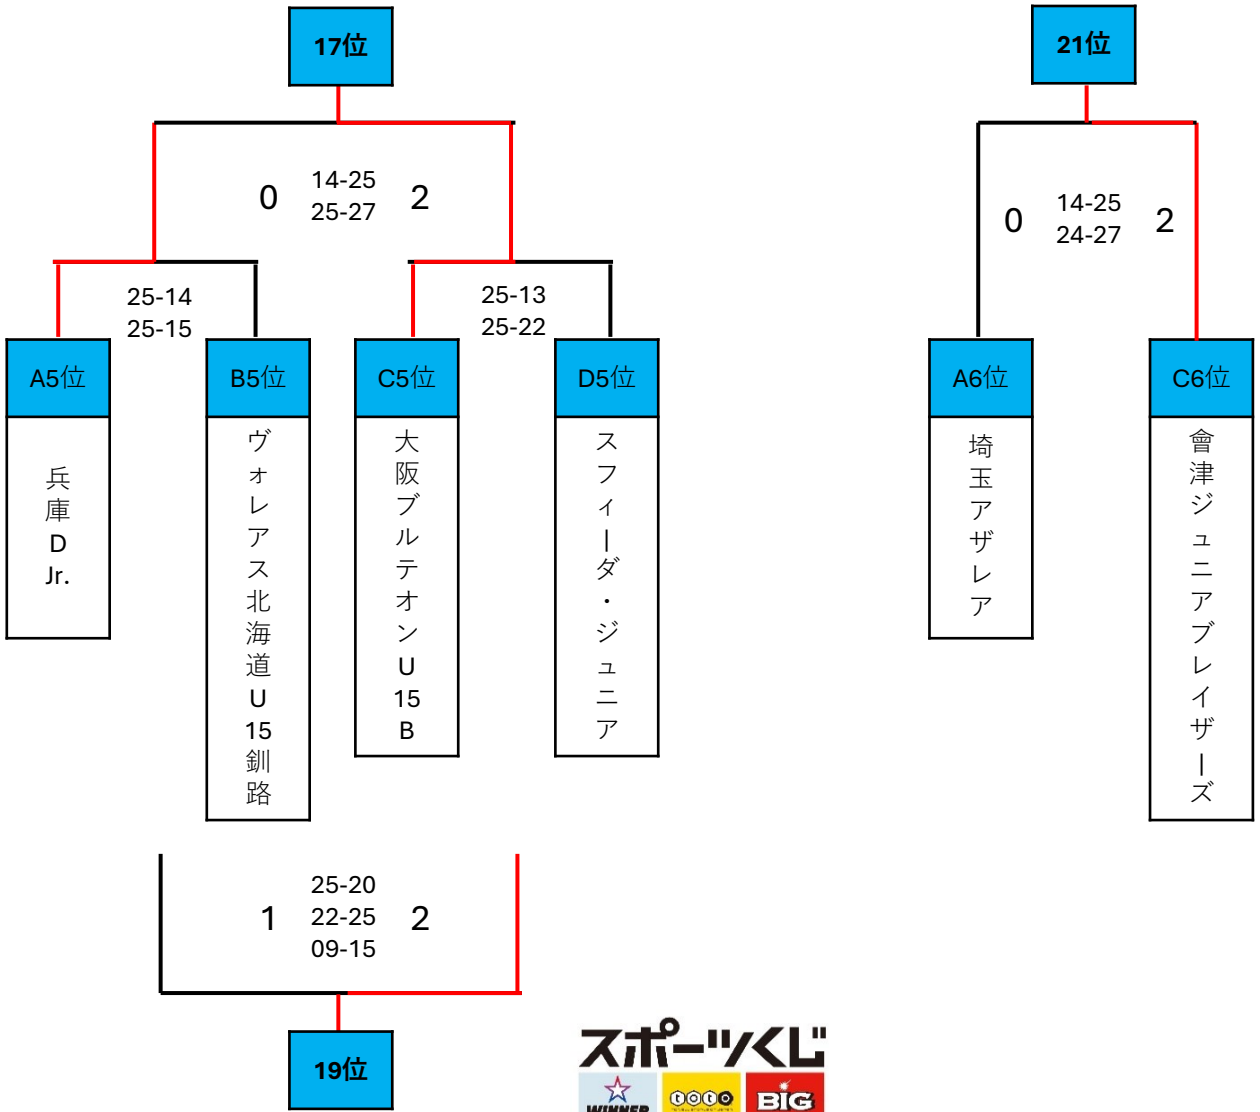 17位
21位
0
14-25
25-27
2
0
14-25
24-27
2
25-14
25-15
25-13
25-22
A5位
B5位
C5位
D5位
A6位
C6位
兵庫DJr.
ヴォレアス北海道U15釧路
大阪ブルテオンU15B
スフィーダ・ジュニア
埼玉アザレア
會津ジュニアブレイザーズ
1
25-20
22-25
09-15
2
19位
スポーツくじ
WINNER
toto
BIG